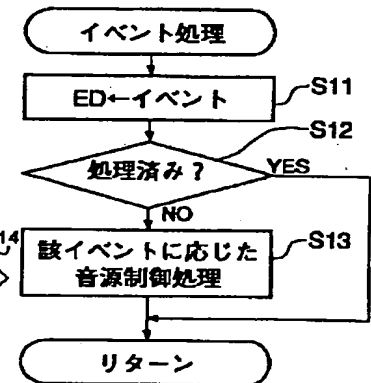 イベント処理
ED←イベント
S11
S12
処理済み？
YES
NO
14
該イベントに応じた
音源制御処理
S13
リターン